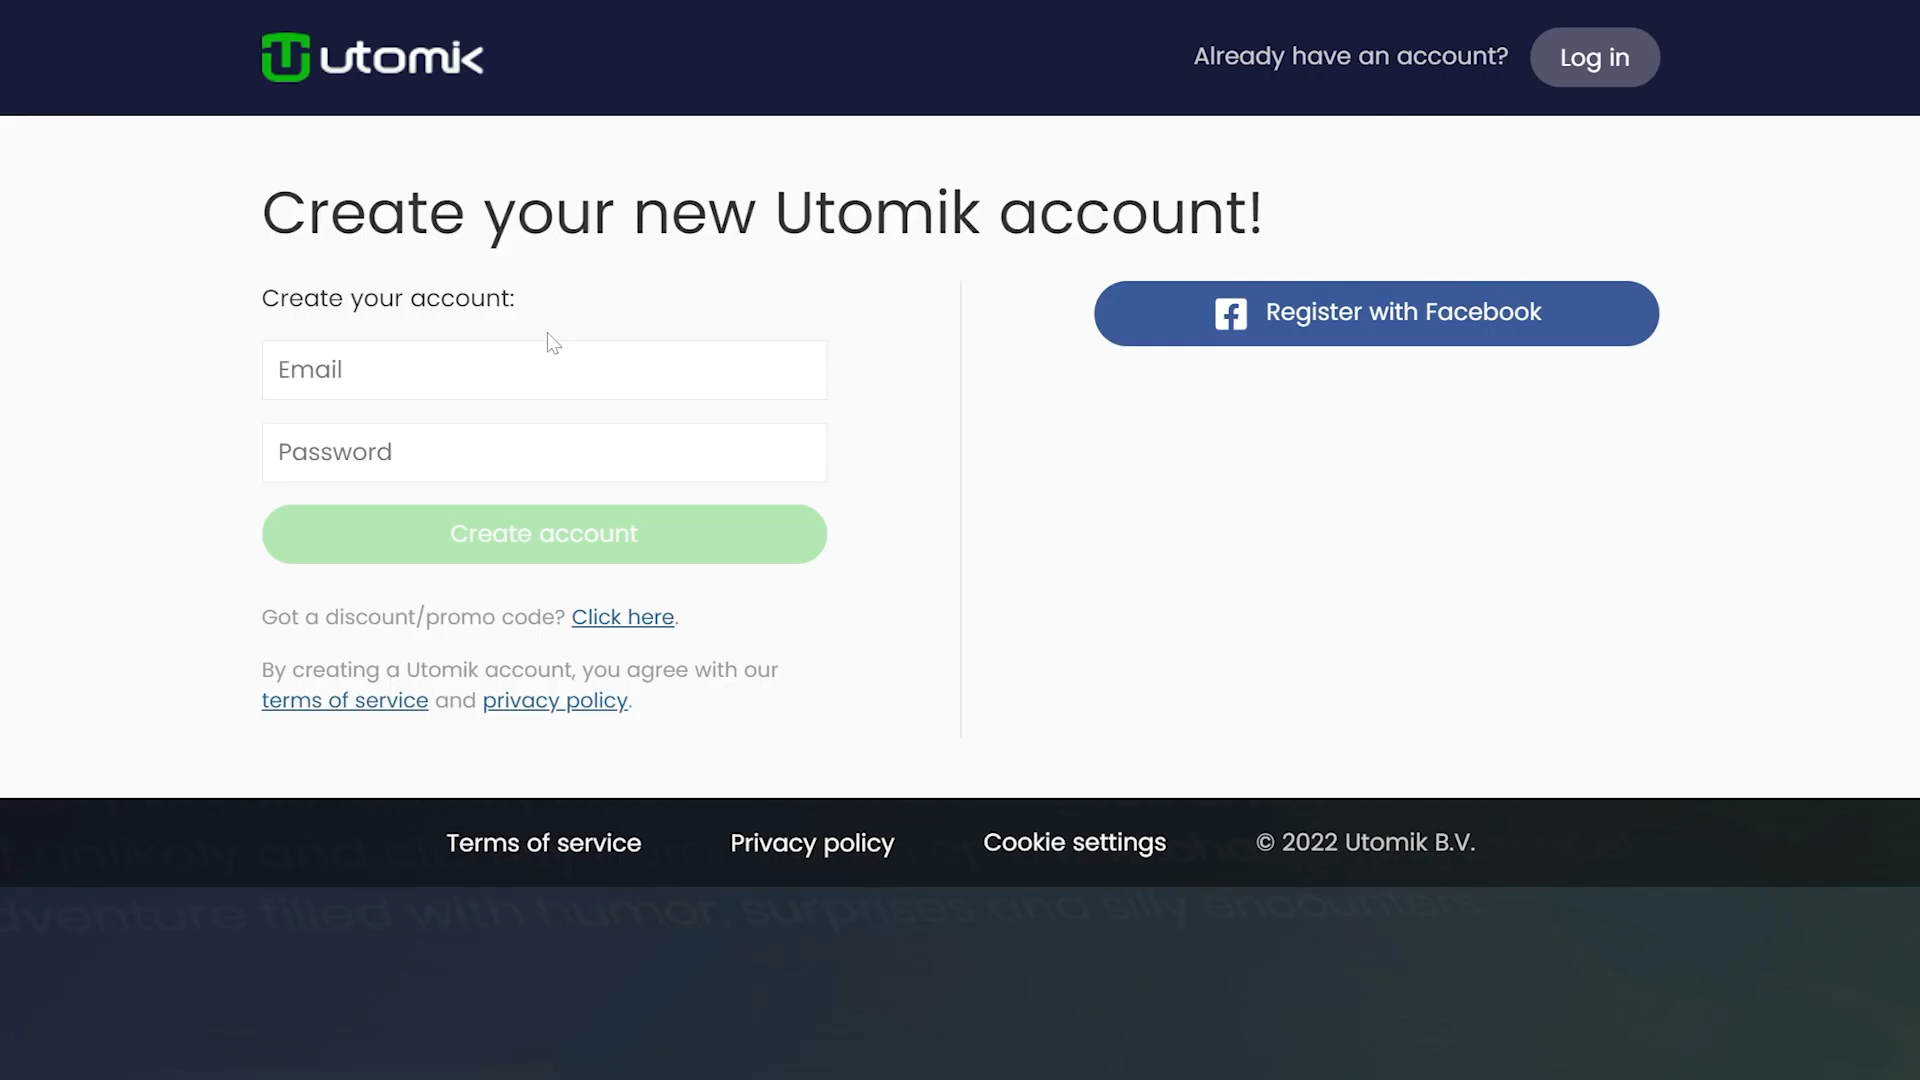 utomik
Already have an account?
Log in
Create your new Utomik account!
Create your account:
Register with Facebook
Email
Password
Create account
Got a discount/promo code? Click here.
By creating a Utomik account, you agree with our
terms of service and privacy policy.
Terms of service
Privacy policy
Cookie settings
© 2022 Utomik B.V.
dventure filled with humor, surprises and silly encounters